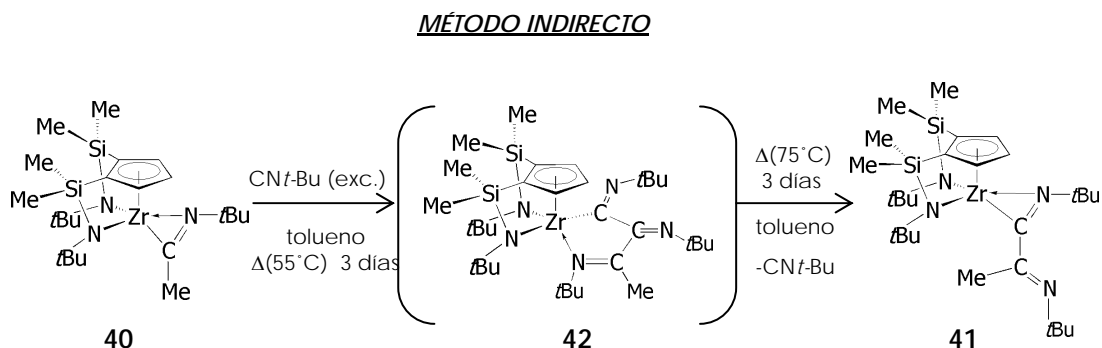 MÉTODO INDIRECTO
Me
Me
Si
Me
Me
Si
N
tBu
N
tBu
Zr
N
tBu
C
Me
40
CNt-Bu (exc.)
tolueno
Δ(55˚C) 3 días
Me
Me
Si
Me
Me
Si
N
tBu
N
tBu
Zr
C
N
tBu
C=N
tBu
N=C
tBu
Me
42
Δ(75˚C)
3 días
tolueno
-CNt-Bu
Me
Me
Si
Me
Me
Si
N
tBu
N
tBu
Zr
N
tBu
C
Me
C
N
tBu
41